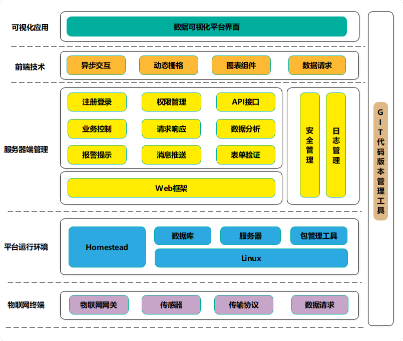 可视化应用
数据可视化平台界面
前端技术
异步交互
动态栅格
图表组件
数据请求
服务器端管理
注册登录
权限管理
API接口
业务控制
请求响应
数据分析
报警提示
消息推送
表单验证
Web框架
安全管理
日志管理
平台运行环境
Homestead
数据库
服务器
包管理工具
Linux
物联网终端
物联网网关
传感器
传输协议
数据请求
GIT代码版本管理工具